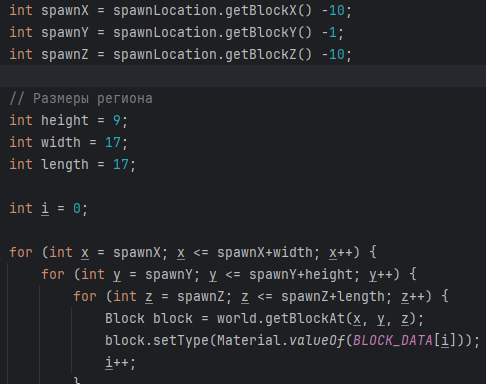 int spawnX = spawnLocation.getBlockX() -10;
int spawnY = spawnLocation.getBlockY() -1;
int spawnZ = spawnLocation.getBlockZ() -10;
// Размеры региона
int height = 9;
int width = 17;
int length = 17;
int i = 0;
for (int x = spawnX; x <= spawnX+width; x++) {
for (int y = spawnY; y <= spawnY+height; y++) {
for (int z = spawnZ; z <= spawnZ+length; z++) {
Block block = world.getBlockAt(x, y, z);
block.setType(Material.valueOf(BLOCK_DATA[i]));
i++;
}